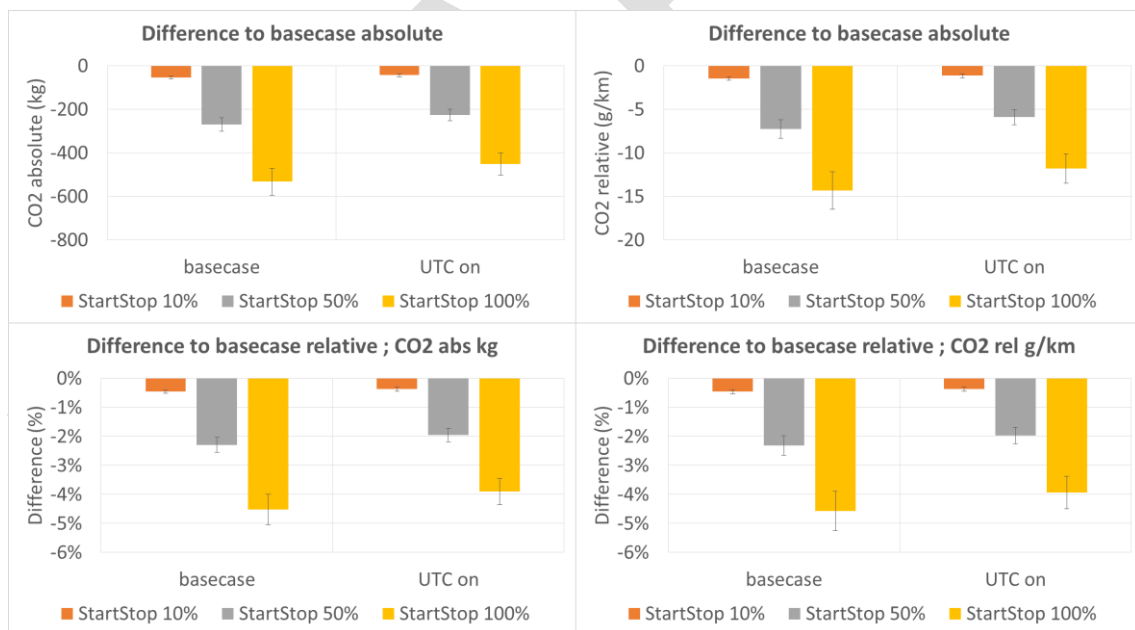 Difference to basecase absolute
0
-200
-400
-600
-800
CO2 absolute (kg)
basecase
UTC on
StartStop 10%
StartStop 50%
StartStop 100%
Difference to basecase absolute
0
-5
-10
-15
-20
CO2 relative (g/km)
basecase
UTC on
StartStop 10%
StartStop 50%
StartStop 100%
Difference to basecase relative ; CO2 abs kg
0%
-1%
-2%
-3%
-4%
-5%
-6%
Difference (%)
basecase
UTC on
StartStop 10%
StartStop 50%
StartStop 100%
Difference to basecase relative ; CO2 rel g/km
0%
-1%
-2%
-3%
-4%
-5%
-6%
Difference (%)
basecase
UTC on
StartStop 10%
StartStop 50%
StartStop 100%